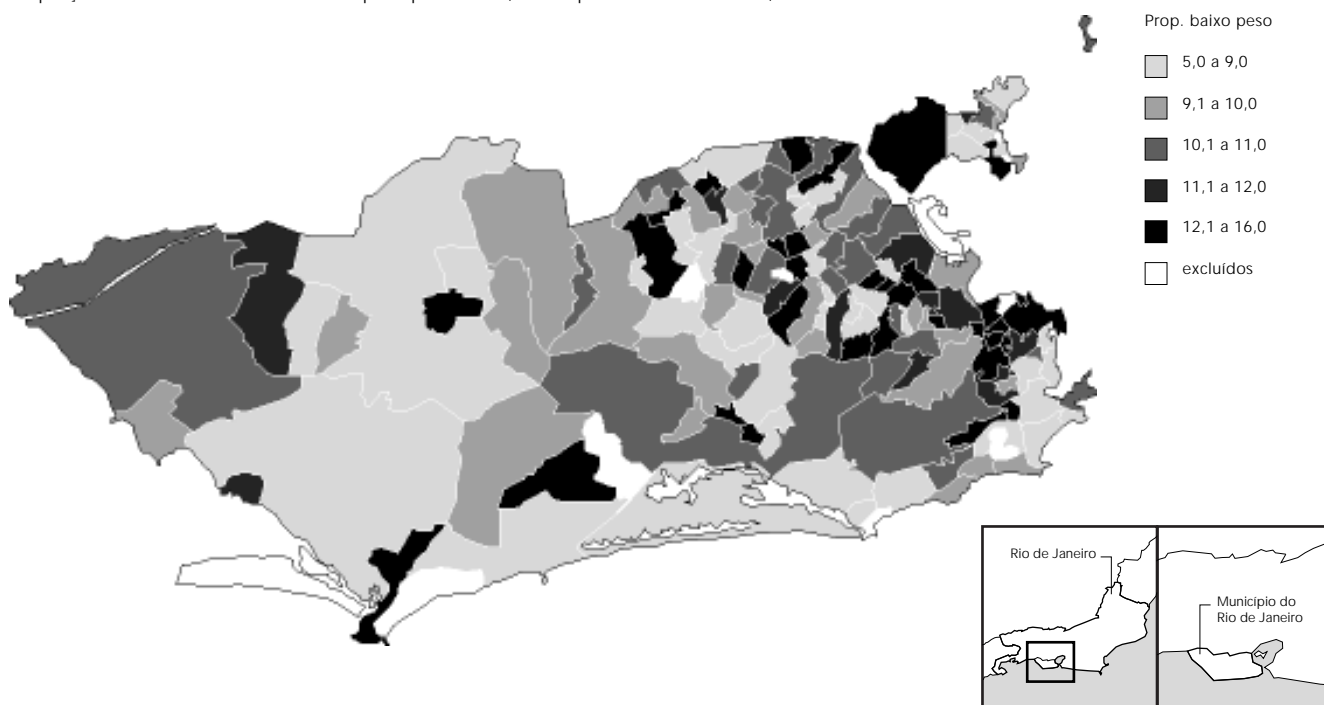 Prop. baixo peso
5,0 a 9,0
9,1 a 10,0
10,1 a 11,0
11,1 a 12,0
12,1 a 16,0
excluídos
Rio de Janeiro
Município do
Rio de Janeiro